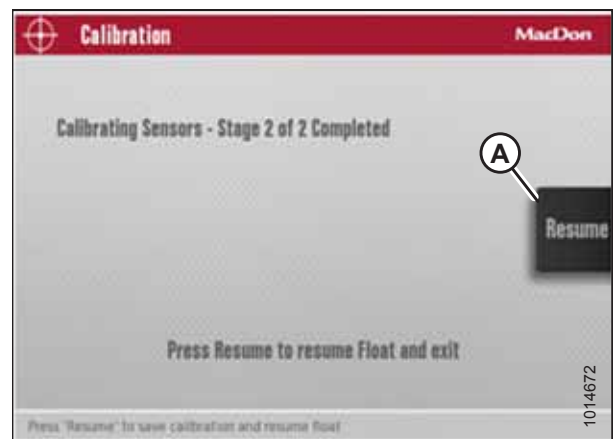 Calibration
MacDon
Calibrating Sensors - Stage 2 of 2 Completed
A
Resume
Press Resume to resume Float and exit
1014672
Press "Resume" to save calibration and resume float